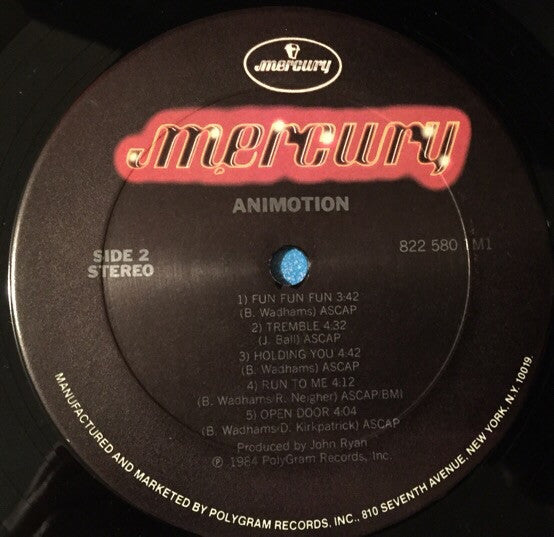 mercury
mercury
ANIMOTION
SIDE 2
STEREO
822 580 M1
1) FUN FUN FUN 3:42
(B. Wadhams) ASCAP
2) TREMBLE 4:32
(J. Ball) ASCAP
3) HOLDING YOU 4:42
(B. Wadhams) ASCAP
4) RUN TO ME 4:12
(B. Wadhams/R. Neigher) ASCAP/BMI
5) OPEN DOOR 4:04
(B. Wadhams/D. Kirkpatrick) ASCAP
Produced by John Ryan
℗ 1984 PolyGram Records, Inc.
MANUFACTURED AND MARKETED BY POLYGRAM RECORDS, INC., 810 SEVENTH AVENUE, NEW YORK, N.Y. 10019.